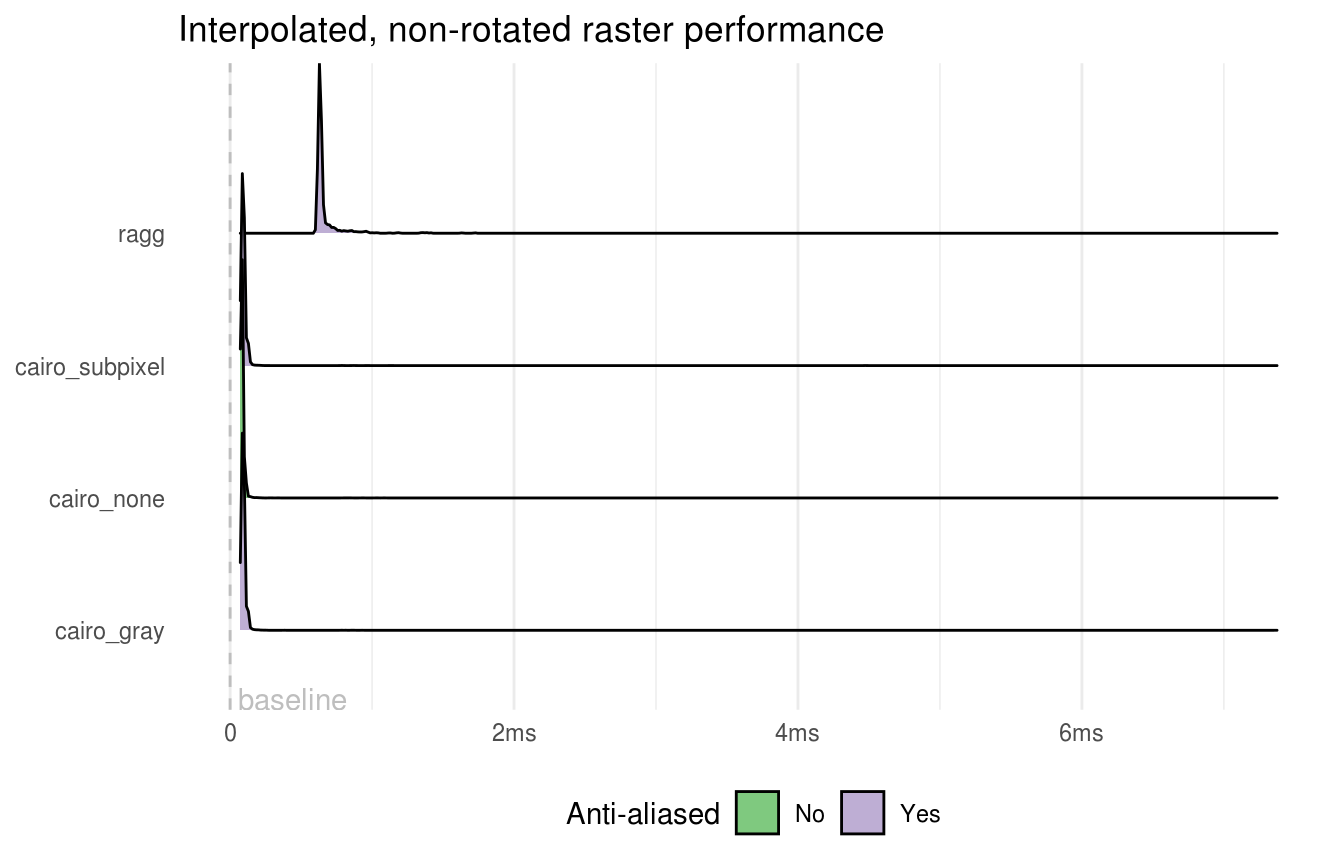 Interpolated, non-rotated raster performance
ragg
cairo_subpixel
cairo_none
cairo_gray
baseline
0 2ms 4ms 6ms
Anti-aliased No Yes